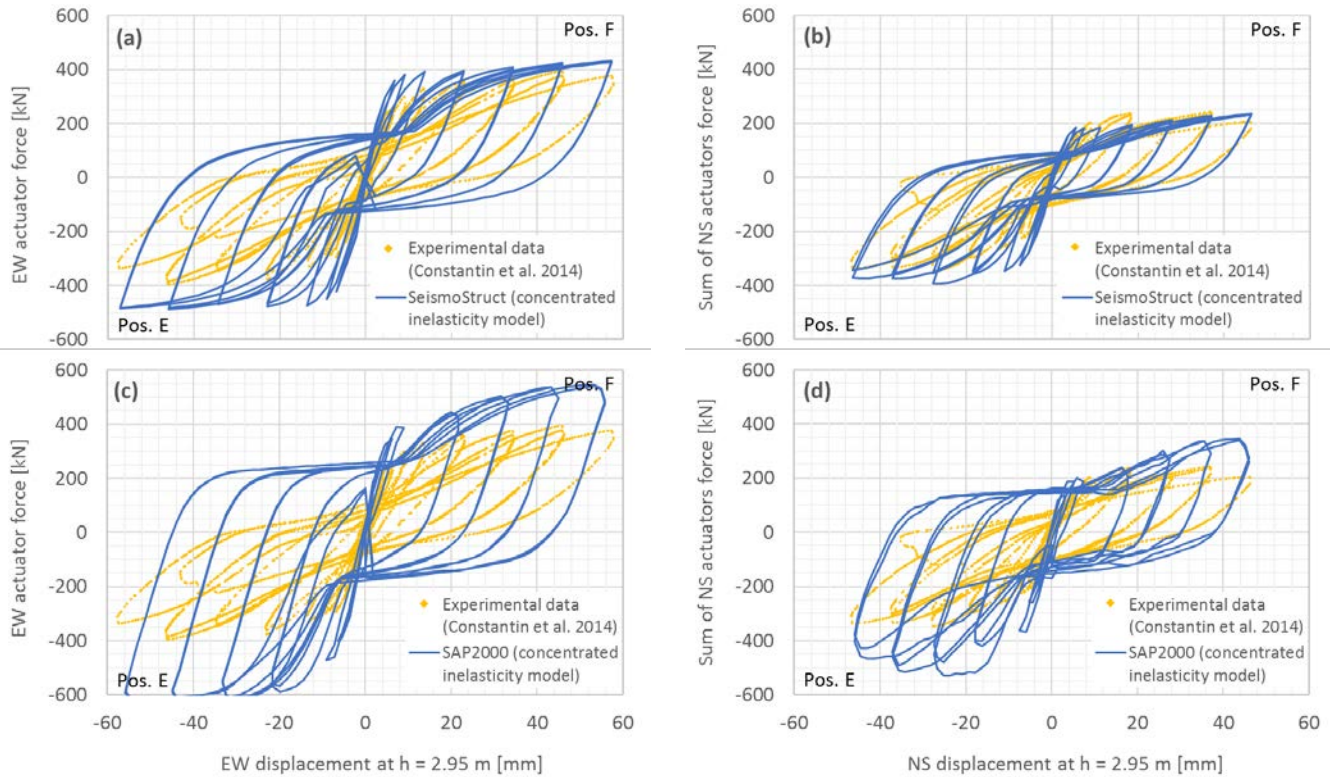 (a)
Pos. F
600
400
200
0
-200
-400
-600
EW actuator force [kN]
Experimental data
(Constantin et al. 2014)
SeismoStruct (concentrated
inelasticity model)
Pos. E
(b)
Pos. F
600
400
200
0
-200
-400
-600
Sum of NS actuators force [kN]
Experimental data
(Constantin et al. 2014)
SeismoStruct (concentrated
inelasticity model)
Pos. E
(c)
Pos. F
600
400
200
0
-200
-400
-600
EW actuator force [kN]
Experimental data
(Constantin et al. 2014)
SAP2000 (concentrated
inelasticity model)
Pos. E
-60 -40 -20 0 20 40 60
EW displacement at h = 2.95 m [mm]
(d)
Pos. F
600
400
200
0
-200
-400
-600
Sum of NS actuators force [kN]
Experimental data
(Constantin et al. 2014)
SAP2000 (concentrated
inelasticity model)
Pos. E
-60 -40 -20 0 20 40 60
NS displacement at h = 2.95 m [mm]